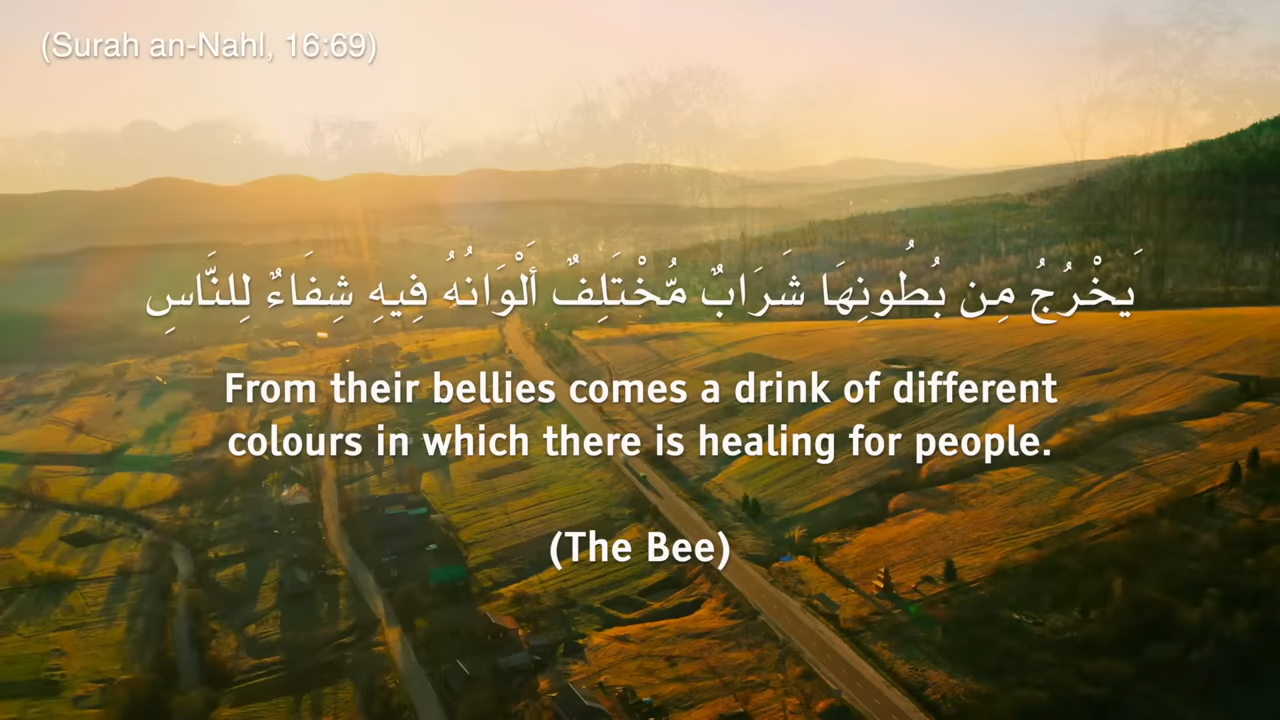 (Surah an-Nahl, 16:69)
يَخْرُجُ مِن بُطُونِهَا شَرَابٌ مُّخْتَلِفٌ أَلْوَانُهُ فِيهِ شِفَاءٌ لِلنَّاسِ
From their bellies comes a drink of different
colours in which there is healing for people.
(The Bee)